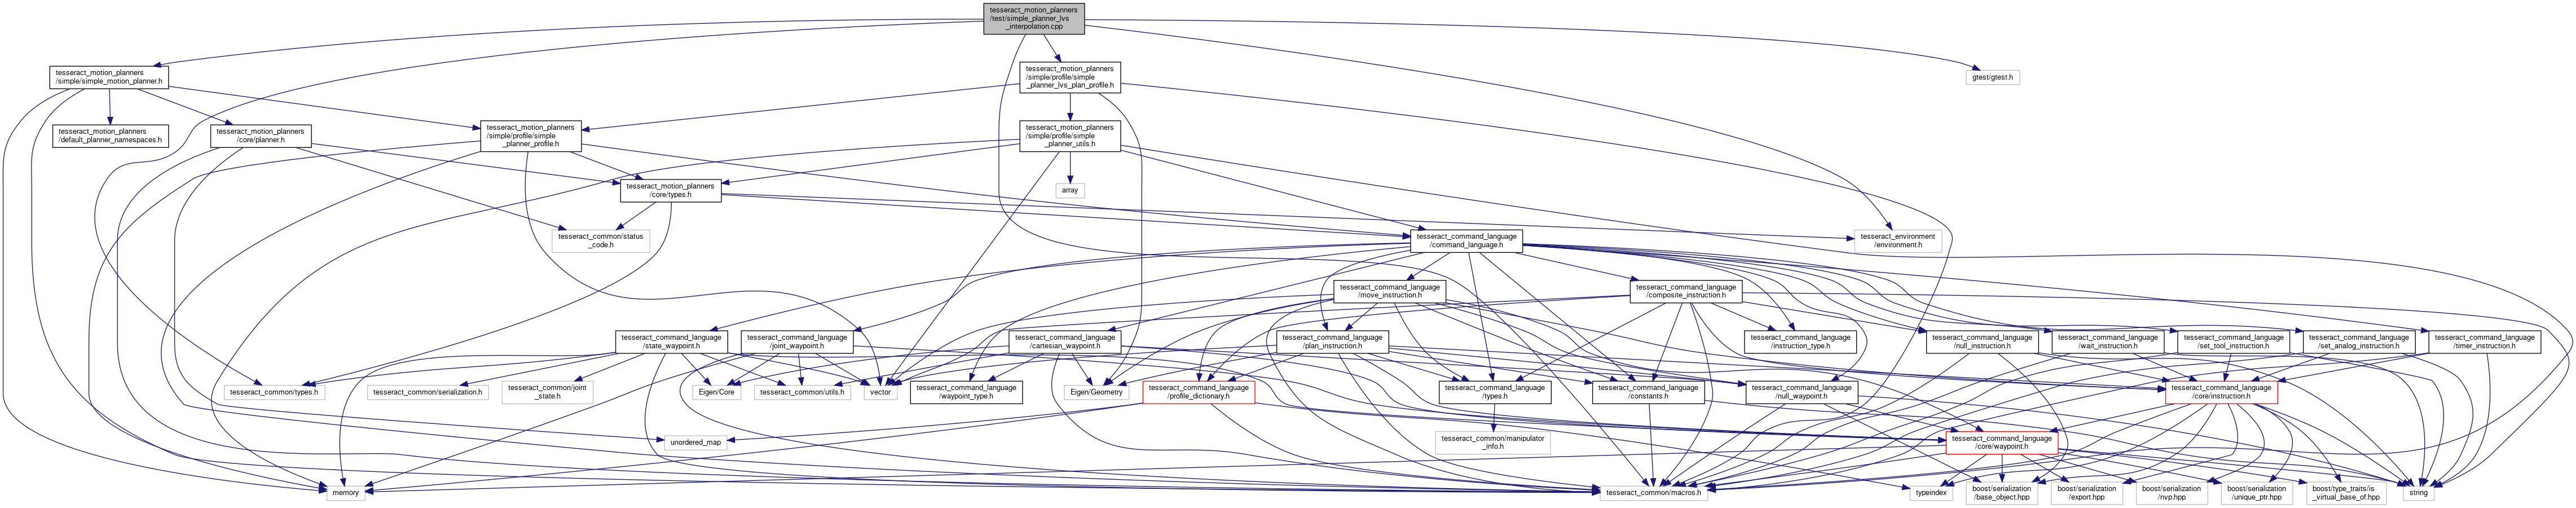 tesseract_motion_planners
/test/simple_planner_lvs
_interpolation.cpp
tesseract_motion_planners
/simple/simple_motion_planner.h
tesseract_motion_planners
/simple/profile/simple
_planner_lvs_plan_profile.h
gtest/gtest.h
tesseract_motion_planners
/default_planner_namespaces.h
tesseract_motion_planners
/core/planner.h
tesseract_motion_planners
/simple/profile/simple
_planner_profile.h
tesseract_motion_planners
/simple/profile/simple
_planner_utils.h
tesseract_motion_planners
/core/types.h
array
tesseract_common/status
_code.h
tesseract_command_language
/command_language.h
tesseract_environment
/environment.h
tesseract_command_language
/move_instruction.h
tesseract_command_language
/composite_instruction.h
tesseract_command_language
/state_waypoint.h
tesseract_command_language
/joint_waypoint.h
tesseract_command_language
/cartesian_waypoint.h
tesseract_command_language
/plan_instruction.h
tesseract_command_language
/instruction_type.h
tesseract_command_language
/null_instruction.h
tesseract_command_language
/wait_instruction.h
tesseract_command_language
/set_tool_instruction.h
tesseract_command_language
/set_analog_instruction.h
tesseract_command_language
/timer_instruction.h
tesseract_common/types.h
tesseract_common/serialization.h
tesseract_common/joint
_state.h
Eigen/Core
tesseract_common/utils.h
vector
tesseract_command_language
/waypoint_type.h
Eigen/Geometry
tesseract_command_language
/profile_dictionary.h
tesseract_command_language
/types.h
tesseract_command_language
/constants.h
tesseract_command_language
/null_waypoint.h
tesseract_command_language
/core/instruction.h
unordered_map
tesseract_common/manipulator
_info.h
tesseract_command_language
/core/waypoint.h
memory
tesseract_common/macros.h
typeindex
boost/serialization
/base_object.hpp
boost/serialization
/export.hpp
boost/serialization
/nvp.hpp
boost/serialization
/unique_ptr.hpp
boost/type_traits/is
_virtual_base_of.hpp
string